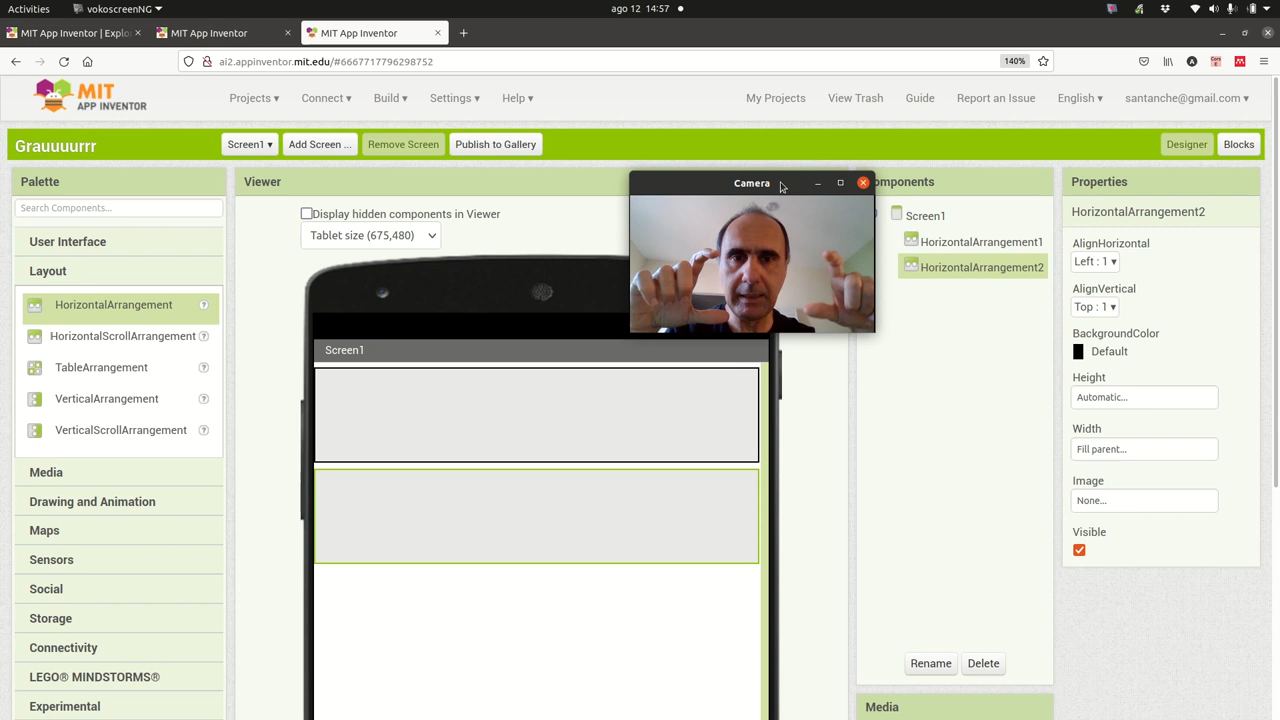 Activities vokoscreenNG ▾ ago 12 14:57
MIT App Inventor | Explo MIT App Inventor MIT App Inventor
ai2.appinventor.mit.edu/#6667717796298752 140%
MIT APP INVENTOR
Projects ▾ Connect ▾ Build ▾ Settings ▾ Help ▾ My Projects View Trash Guide Report an Issue English ▾ santanche@gmail.com ▾
Grauuuurrr Screen1 ▾ Add Screen ... Remove Screen Publish to Gallery Designer Blocks
Palette Viewer Camera omponents Properties
Search Components...
User Interface
Layout
HorizontalArrangement
HorizontalScrollArrangement
TableArrangement
VerticalArrangement
VerticalScrollArrangement
Media
Drawing and Animation
Maps
Sensors
Social
Storage
Connectivity
LEGO® MINDSTORMS®
Experimental
Display hidden components in Viewer
Tablet size (675,480)
Screen1
Screen1
HorizontalArrangement1
HorizontalArrangement2
Rename Delete
Media
HorizontalArrangement2
AlignHorizontal
Left : 1 ▾
AlignVertical
Top : 1 ▾
BackgroundColor
Default
Height
Automatic...
Width
Fill parent...
Image
None...
Visible